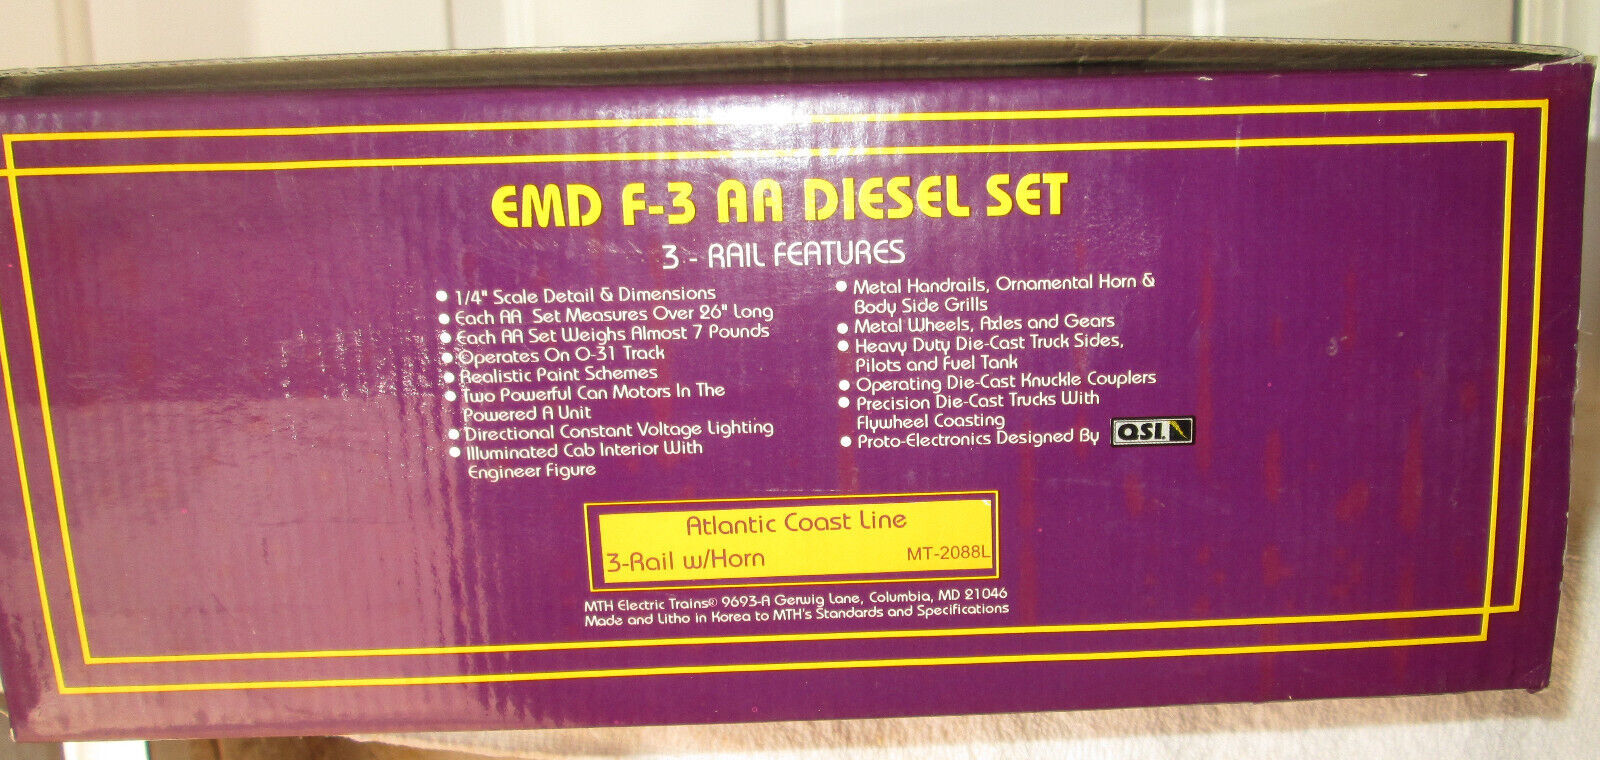 EMD F-3 AA DIESEL SET
3 - RAIL FEATURES
• 1/4" Scale Detail & Dimensions
• Each AA Set Measures Over 26" Long
• Each AA Set Weighs Almost 7 Pounds
• Operates On O-31 Track
• Realistic Paint Schemes
• Two Powerful Can Motors In The
Powered A Unit
• Directional Constant Voltage Lighting
• Illuminated Cab Interior With
Engineer Figure
• Metal Handrails, Ornamental Horn &
Body Side Grills
• Metal Wheels, Axles and Gears
• Heavy Duty Die-Cast Truck Sides,
Pilots and Fuel Tank
• Operating Die-Cast Knuckle Couplers
• Precision Die-Cast Trucks With
Flywheel Coasting
• Proto-Electronics Designed By QSI.
Atlantic Coast Line
3-Rail w/Horn MT-2088L
MTH Electric Trains® 9693-A Gerwig Lane, Columbia, MD 21046
Made and Litho in Korea to MTH's Standards and Specifications